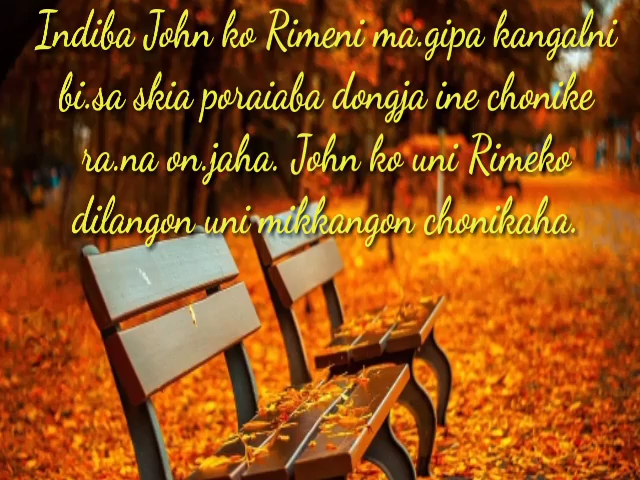 Indiba John ko Rimeni ma.gipa kangalni
bi.sa skia poraiaba dongja ine chonike
ra.na on.jaha. John ko uni Rimeko
dilangon uni mikkangon chonikaha.